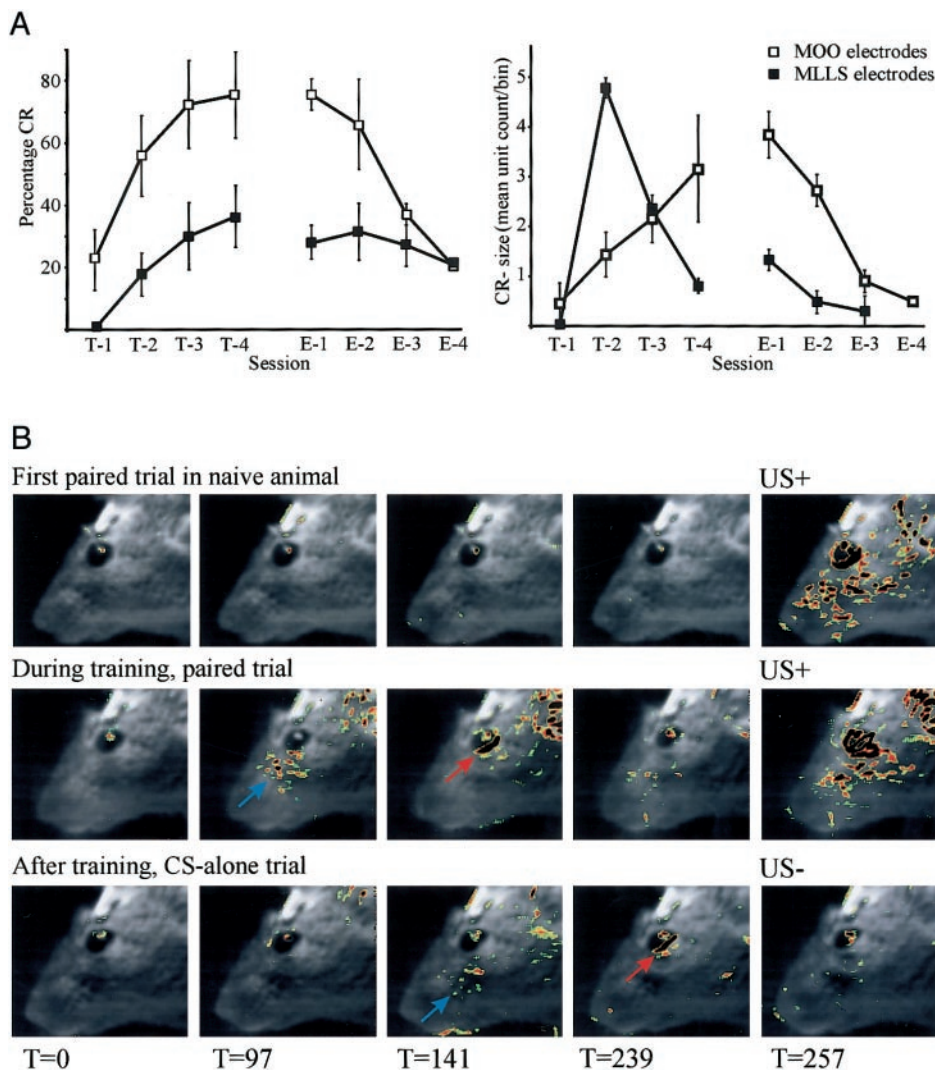 A
Percentage CR
80
60
40
20
T-1 T-2 T-3 T-4 E-1 E-2 E-3 E-4
Session
CR- size (mean unit count/bin)
5
4
3
2
1
T-1 T-2 T-3 T-4 E-1 E-2 E-3 E-4
Session
MOO electrodes
MLLS electrodes
B
First paired trial in naive animal US+
During training, paired trial US+
After training, CS-alone trial US-
T=0 T=97 T=141 T=239 T=257